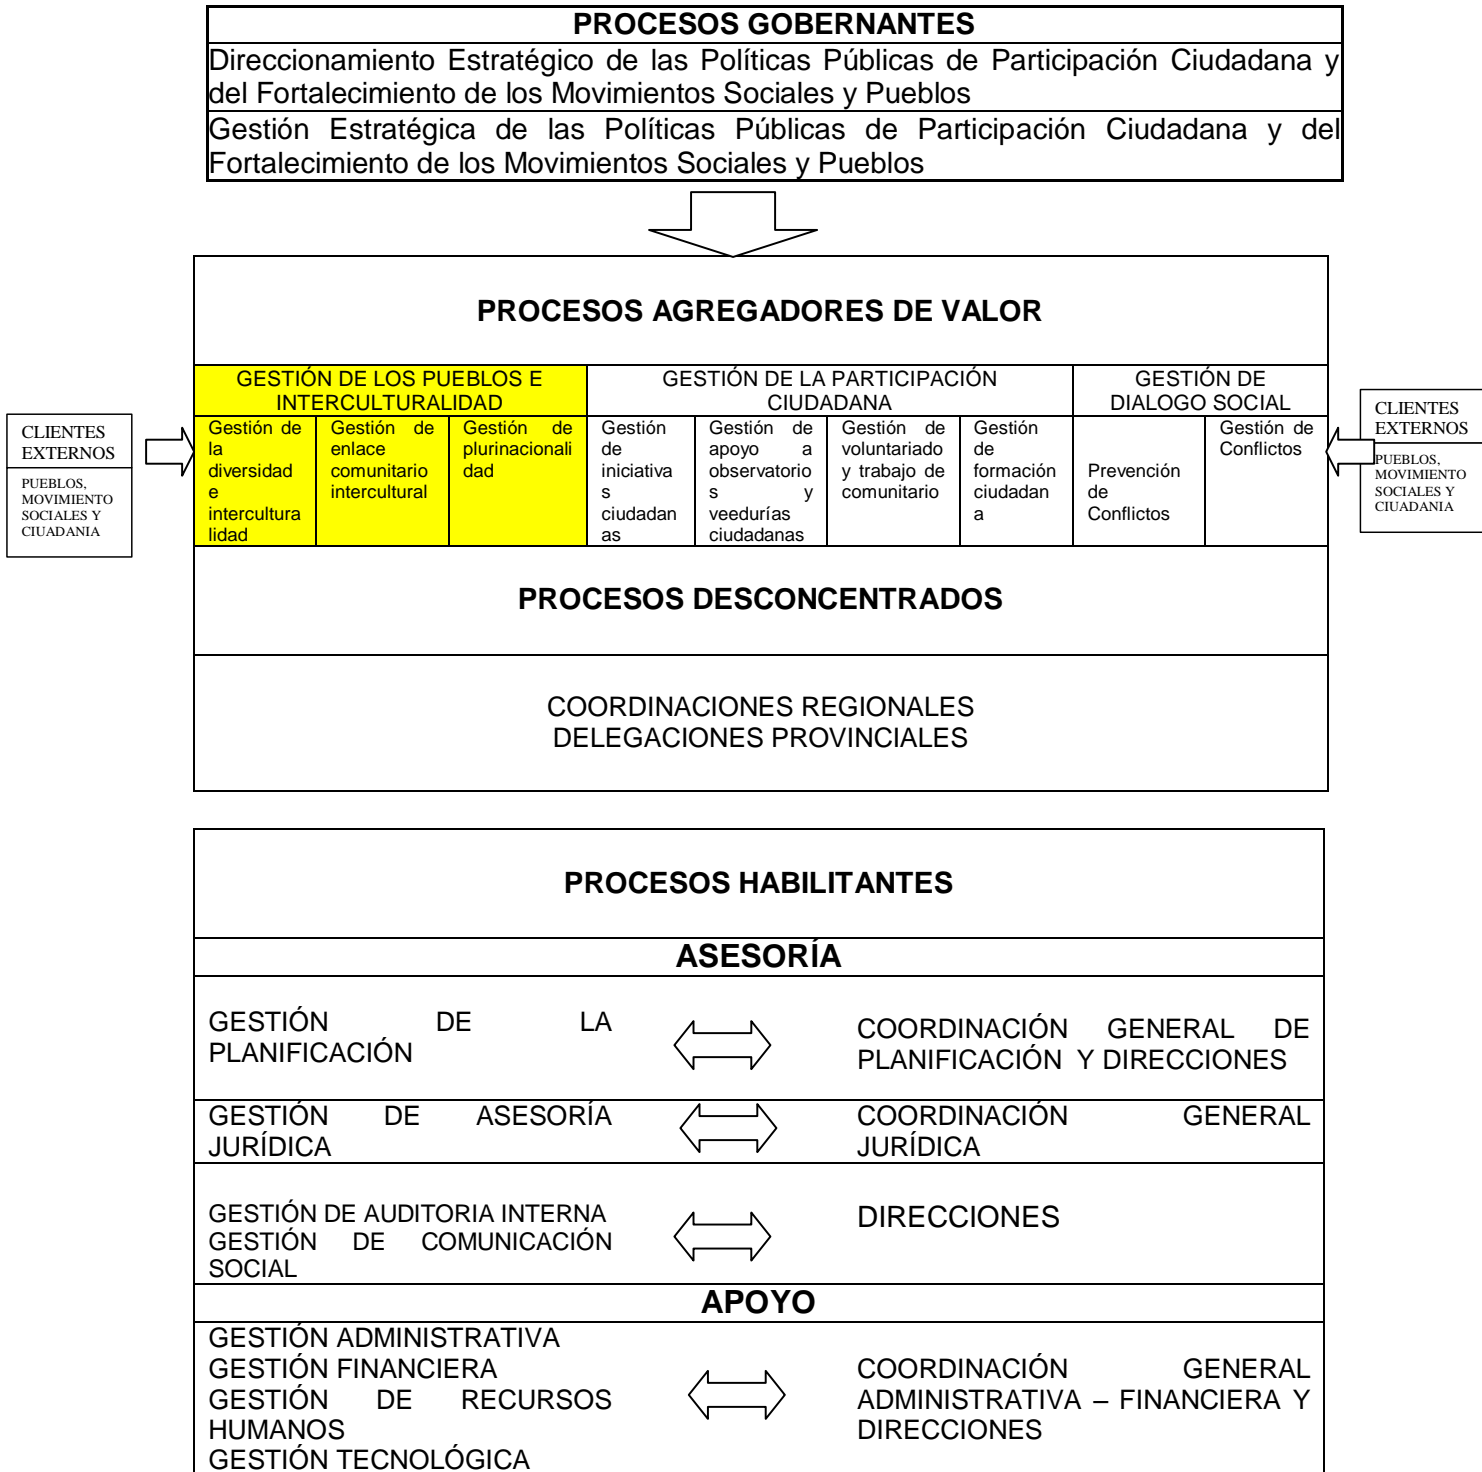 PROCESOS GOBERNANTES
Direccionamiento Estratégico de las Políticas Públicas de Participación Ciudadana y
del Fortalecimiento de los Movimientos Sociales y Pueblos
Gestión Estratégica de las Políticas Públicas de Participación Ciudadana y del
Fortalecimiento de los Movimientos Sociales y Pueblos
PROCESOS AGREGADORES DE VALOR
GESTIÓN DE LOS PUEBLOS E
INTERCULTURALIDAD
GESTIÓN DE LA PARTICIPACIÓN
CIUDADANA
GESTIÓN DE
DIALOGO SOCIAL
CLIENTES
EXTERNOS
PUEBLOS,
MOVIMIENTO
SOCIALES Y
CIUADANIA
Gestión de
la
diversidad
e
intercultura
lidad
Gestión de
enlace
comunitario
intercultural
Gestión de
plurinacionali
dad
Gestión
de
iniciativa
s
ciudadan
as
Gestión de
apoyo a
observatorio
s y
veedurías
ciudadanas
Gestión de
voluntariado
y trabajo de
comunitario
Gestión
de
formación
ciudadan
a
Prevención
de
Conflictos
Gestión de
Conflictos
CLIENTES
EXTERNOS
PUEBLOS,
MOVIMIENTO
SOCIALES Y
CIUADANIA
PROCESOS DESCONCENTRADOS
COORDINACIONES REGIONALES
DELEGACIONES PROVINCIALES
PROCESOS HABILITANTES
ASESORÍA
GESTIÓN DE LA
PLANIFICACIÓN
COORDINACIÓN GENERAL DE
PLANIFICACIÓN Y DIRECCIONES
GESTIÓN DE ASESORÍA
JURÍDICA
COORDINACIÓN GENERAL
JURÍDICA
GESTIÓN DE AUDITORIA INTERNA
GESTIÓN DE COMUNICACIÓN
SOCIAL
DIRECCIONES
APOYO
GESTIÓN ADMINISTRATIVA
GESTIÓN FINANCIERA
GESTIÓN DE RECURSOS
HUMANOS
GESTIÓN TECNOLÓGICA
COORDINACIÓN GENERAL
ADMINISTRATIVA – FINANCIERA Y
DIRECCIONES